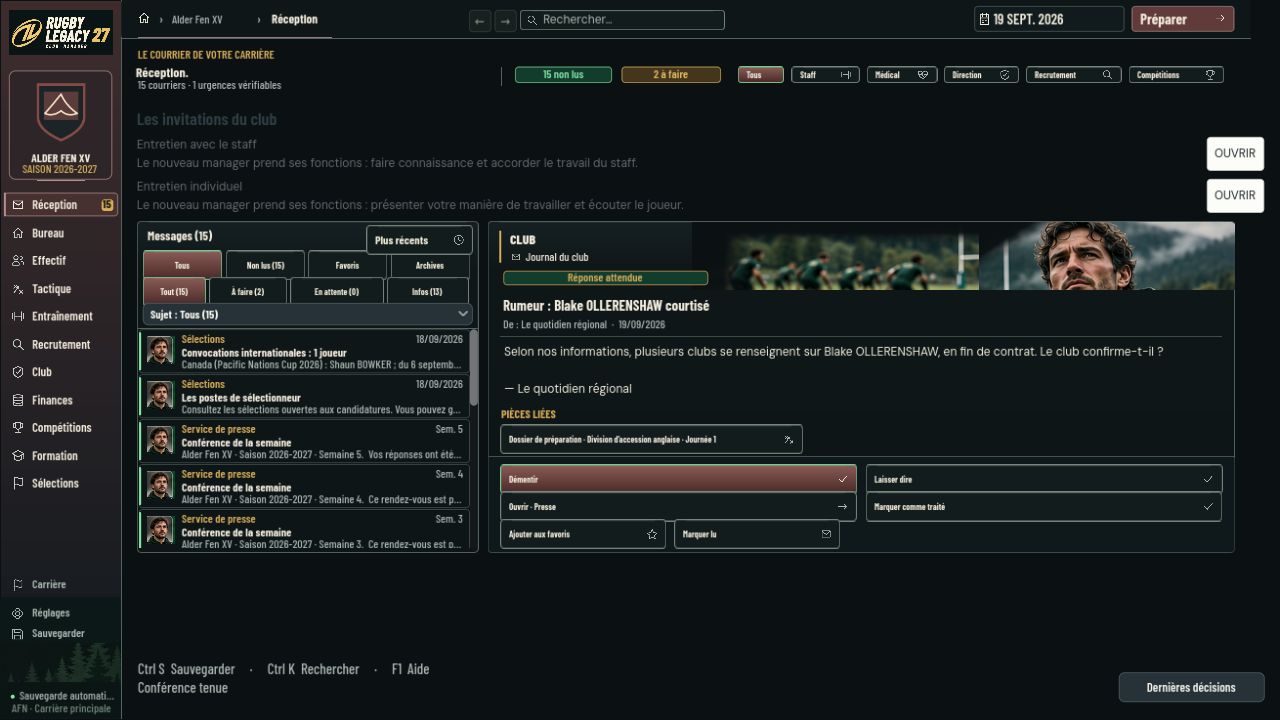 RUGBY
LEGACY 27
CLUB MANAGER
Alder Fen XV
Réception
Rechercher...
19 SEPT. 2026
Préparer
LE COURRIER DE VOTRE CARRIÈRE
Réception.
15 courriers · 1 urgences vérifiables
15 non lus
2 à faire
Tous
Staff
Médical
Direction
Recrutement
Compétitions
ALDER FEN XV
SAISON 2026-2027
Réception
15
Bureau
Effectif
Tactique
Entraînement
Recrutement
Club
Finances
Compétitions
Formation
Sélections
Carrière
Réglages
Sauvegarder
Sauvegarde automati...
AFN · Carrière principale
Les invitations du club
Entretien avec le staff
Le nouveau manager prend ses fonctions : faire connaissance et accorder le travail du staff.
OUVRIR
Entretien individuel
Le nouveau manager prend ses fonctions : présenter votre manière de travailler et écouter le joueur.
OUVRIR
Messages (15)
Plus récents
Tous
Non lus (15)
Favoris
Archives
Tout (15)
À faire (2)
En attente (0)
Infos (13)
Sujet : Tous (15)
Sélections
18/09/2026
Convocations internationales : 1 joueur
Canada (Pacific Nations Cup 2026) : Shaun BOWKER ; du 6 septemb...
Sélections
18/09/2026
Les postes de sélectionneur
Consultez les sélections ouvertes aux candidatures. Vous pouvez g...
Service de presse
Sem. 5
Conférence de la semaine
Alder Fen XV · Saison 2026-2027 · Semaine 5. Vos réponses ont été...
Service de presse
Sem. 4
Conférence de la semaine
Alder Fen XV · Saison 2026-2027 · Semaine 4. Ce rendez-vous est p...
Service de presse
Sem. 3
Conférence de la semaine
Alder Fen XV · Saison 2026-2027 · Semaine 3. Ce rendez-vous est p...
CLUB
Journal du club
Réponse attendue
Rumeur : Blake OLLERENSHAW courtisé
De : Le quotidien régional · 19/09/2026
Selon nos informations, plusieurs clubs se renseignent sur Blake OLLERENSHAW, en fin de contrat. Le club confirme-t-il ?
— Le quotidien régional
PIÈCES LIÉES
Dossier de préparation · Division d'accession anglaise · Journée 1
Démentir
Laisser dire
Ouvrir · Presse
Marquer comme traité
Ajouter aux favoris
Marquer lu
Ctrl S Sauvegarder · Ctrl K Rechercher · F1 Aide
Conférence tenue
Dernières décisions